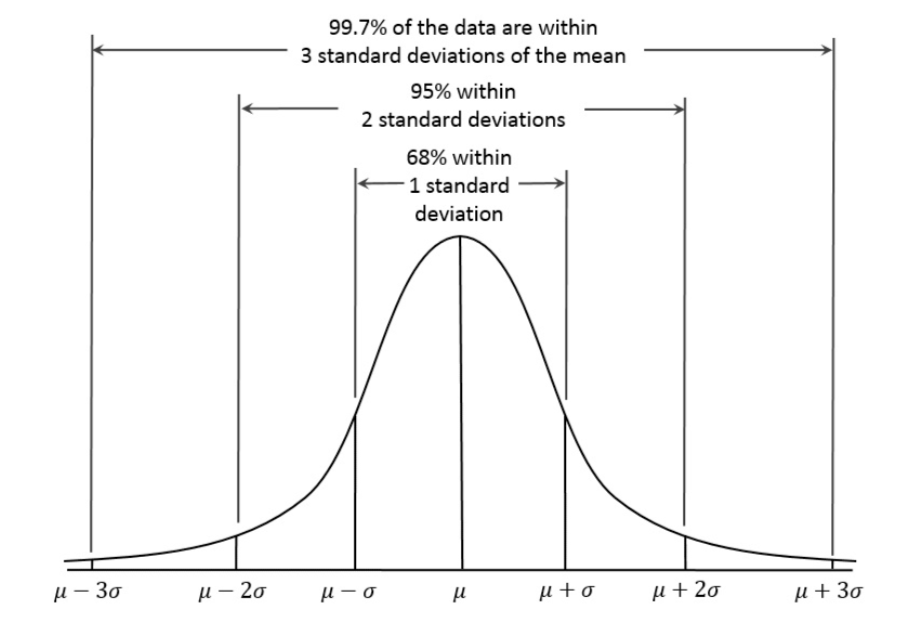 99.7% of the data are within
3 standard deviations of the mean
95% within
2 standard deviations
68% within
1 standard
deviation
μ − 3σ
μ − 2σ
μ − σ
μ
μ + σ
μ + 2σ
μ + 3σ